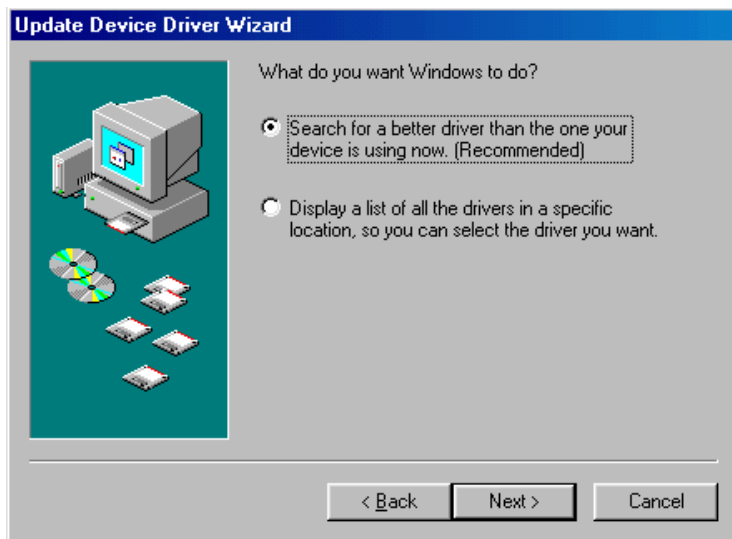 Update Device Driver Wizard
What do you want Windows to do?
Search for a better driver than the one your
device is using now. (Recommended)
Display a list of all the drivers in a specific
location, so you can select the driver you want.
< Back
Next >
Cancel